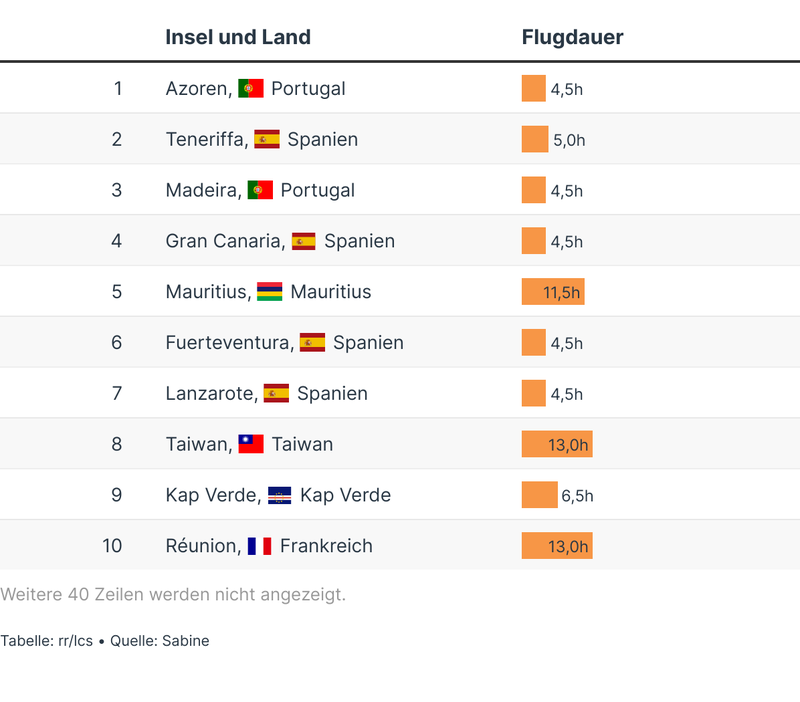 Insel und Land Flugdauer
1 Azoren, Portugal 4,5h
2 Teneriffa, Spanien 5,0h
3 Madeira, Portugal 4,5h
4 Gran Canaria, Spanien 4,5h
5 Mauritius, Mauritius 11,5h
6 Fuerteventura, Spanien 4,5h
7 Lanzarote, Spanien 4,5h
8 Taiwan, Taiwan 13,0h
9 Kap Verde, Kap Verde 6,5h
10 Réunion, Frankreich 13,0h
Weitere 40 Zeilen werden nicht angezeigt.
Tabelle: rr/lcs • Quelle: Sabine